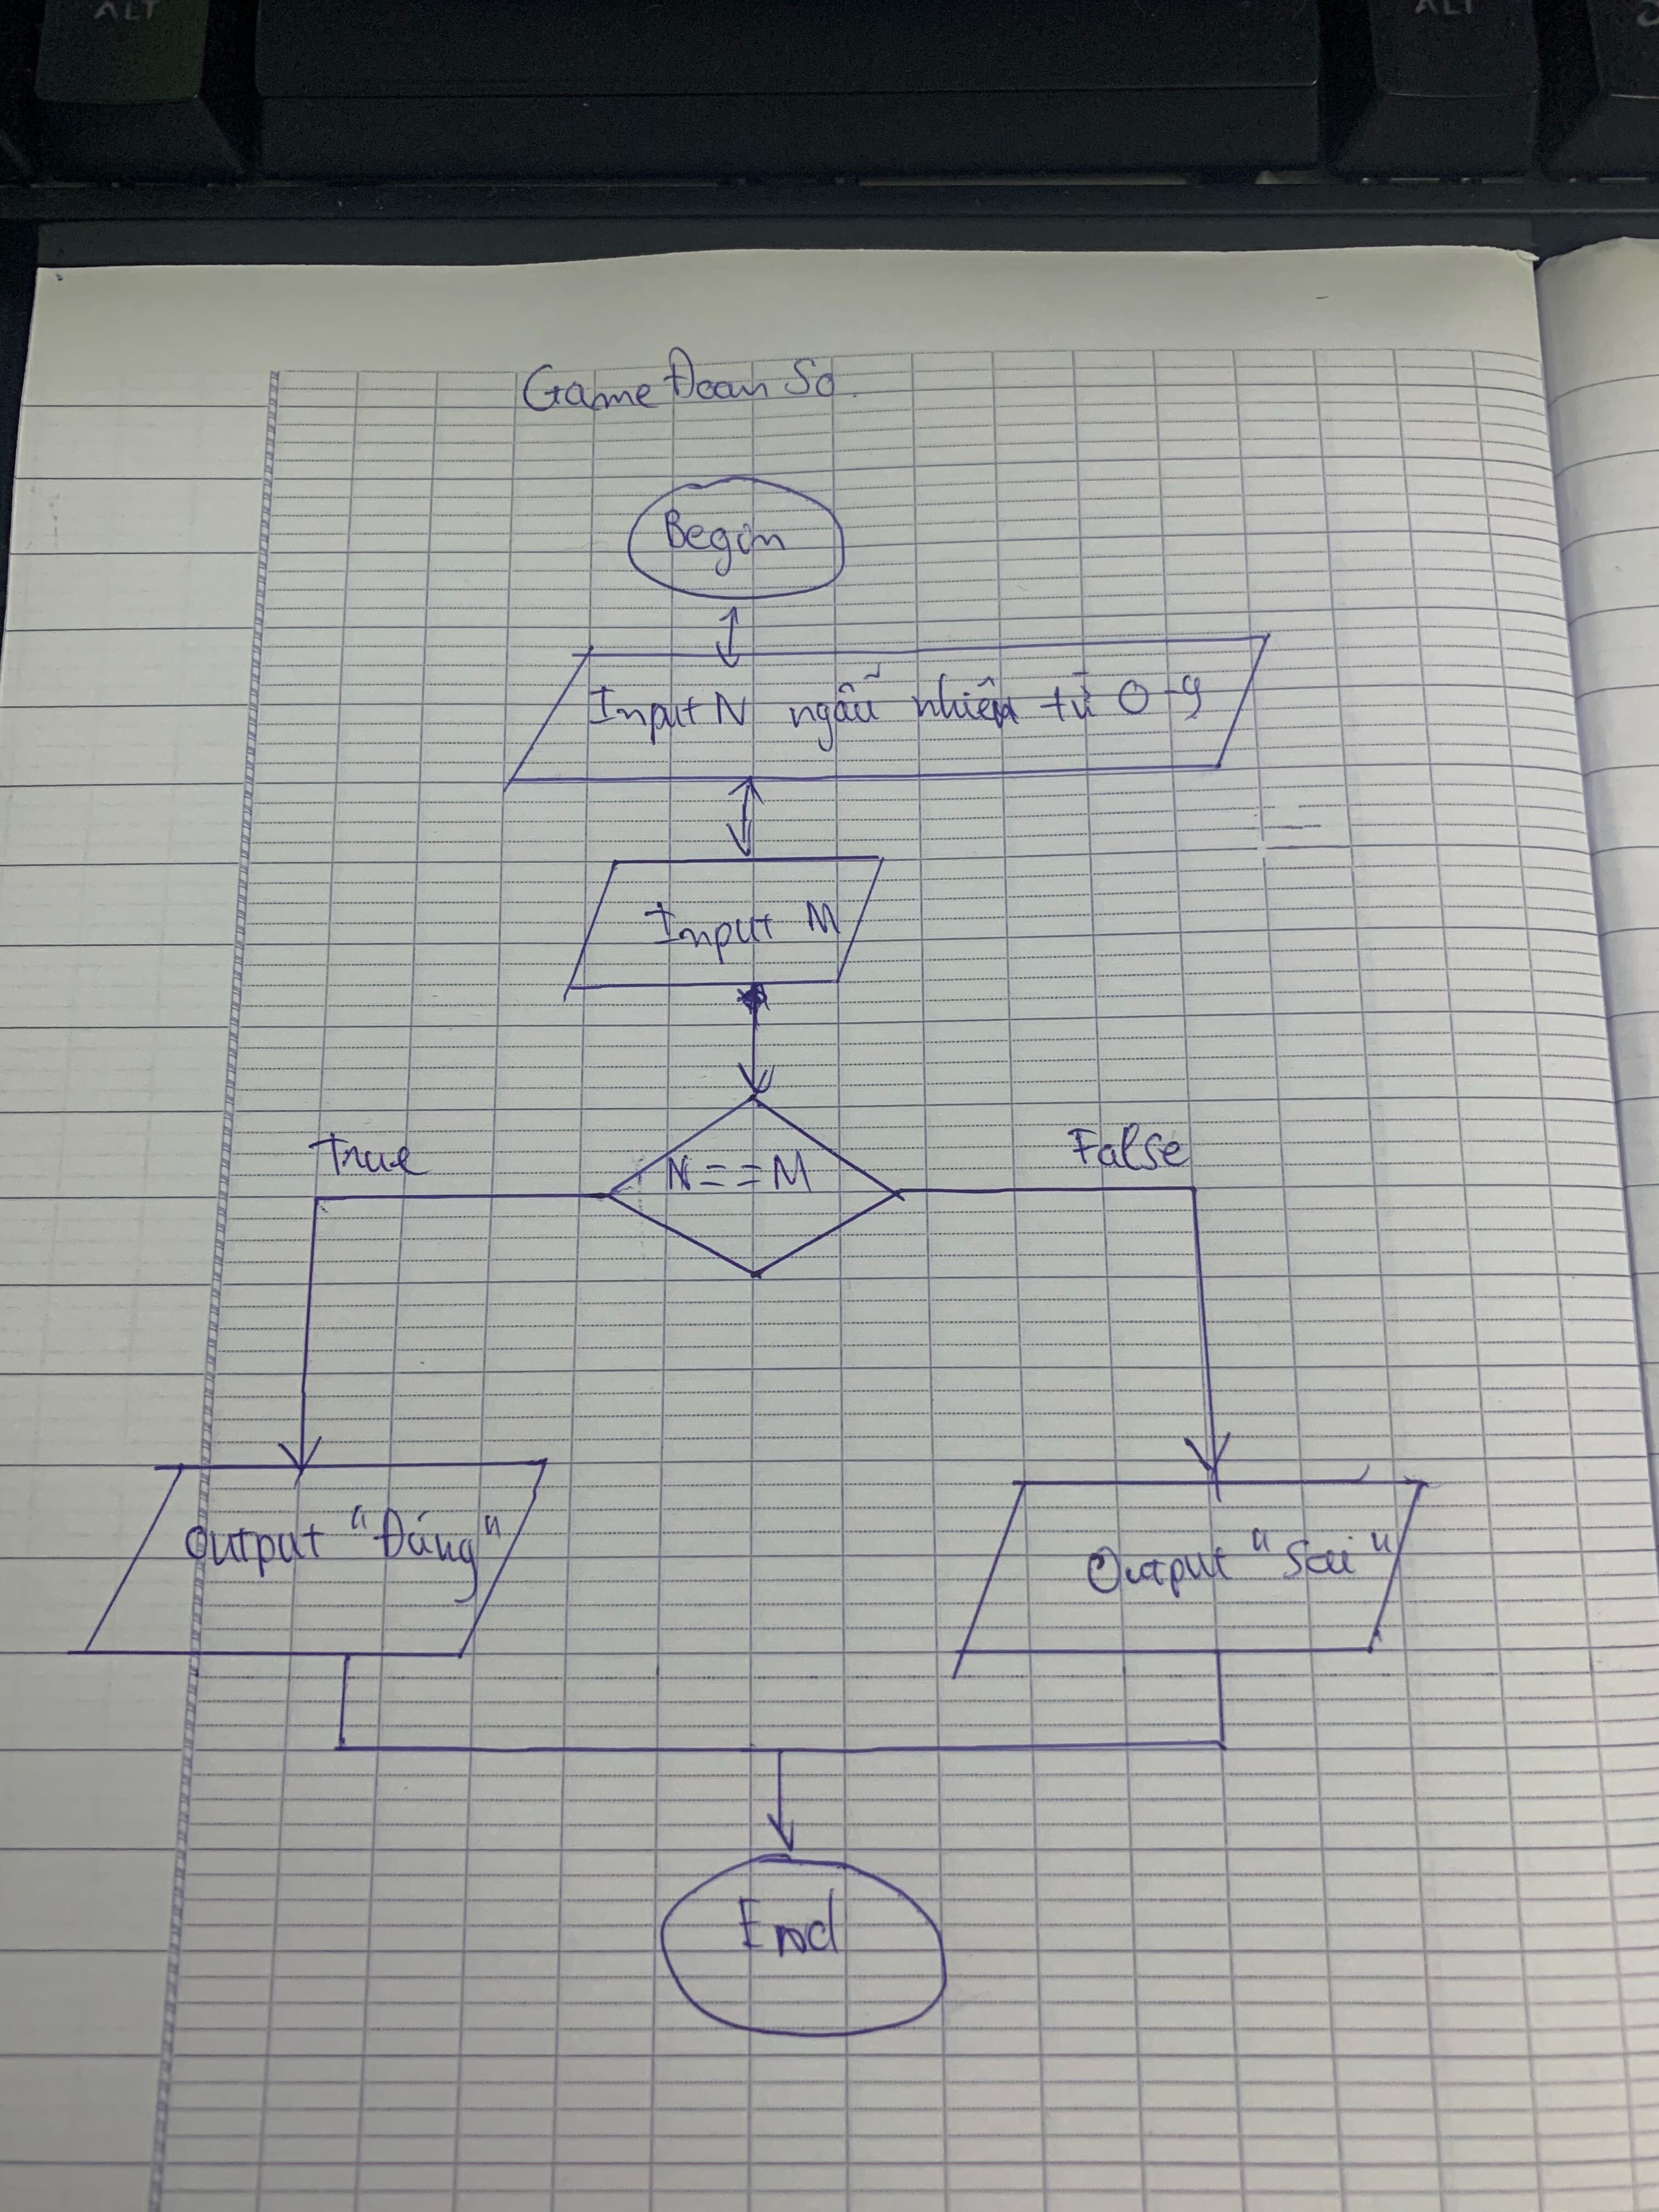 ALT
ALT
Game Đoan Sô
Begin
Input N ngẫu nhiên từ 0-9
Input M
True
N==M
False
Output "Đúng"
Output "Sai"
End